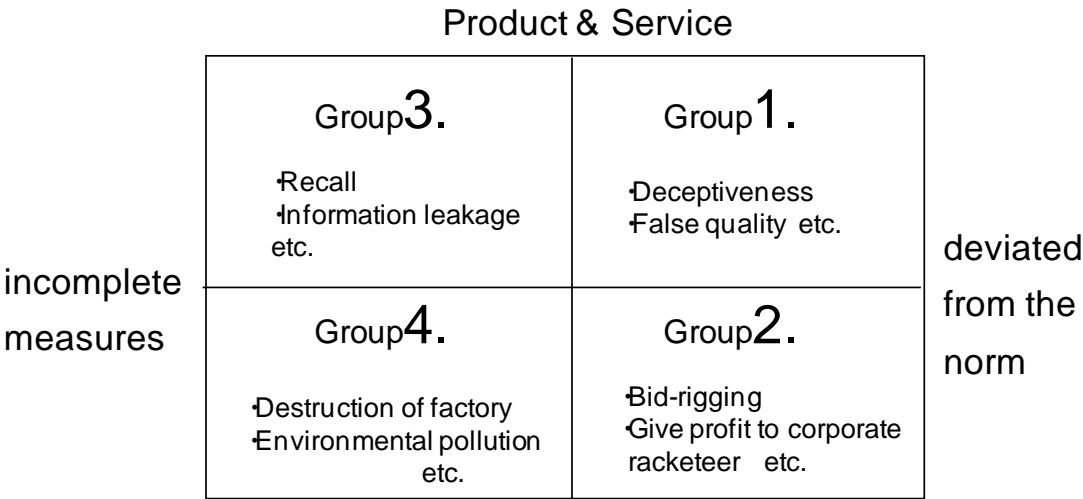 Product & Service
Group3.
·Recall
·Information leakage
etc.
Group1.
·Deceptiveness
·False quality etc.
incomplete
measures
deviated
from the
norm
Group4.
·Destruction of factory
·Environmental pollution
etc.
Group2.
·Bid-rigging
·Give profit to corporate
racketeer etc.